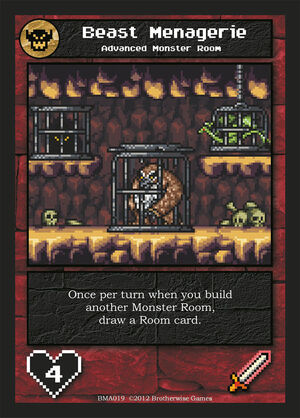 Beast Menagerie
Advanced Monster Room
Once per turn when you build
another Monster Room,
draw a Room card.
4
BMA019 ©2012 Brotherwise Games